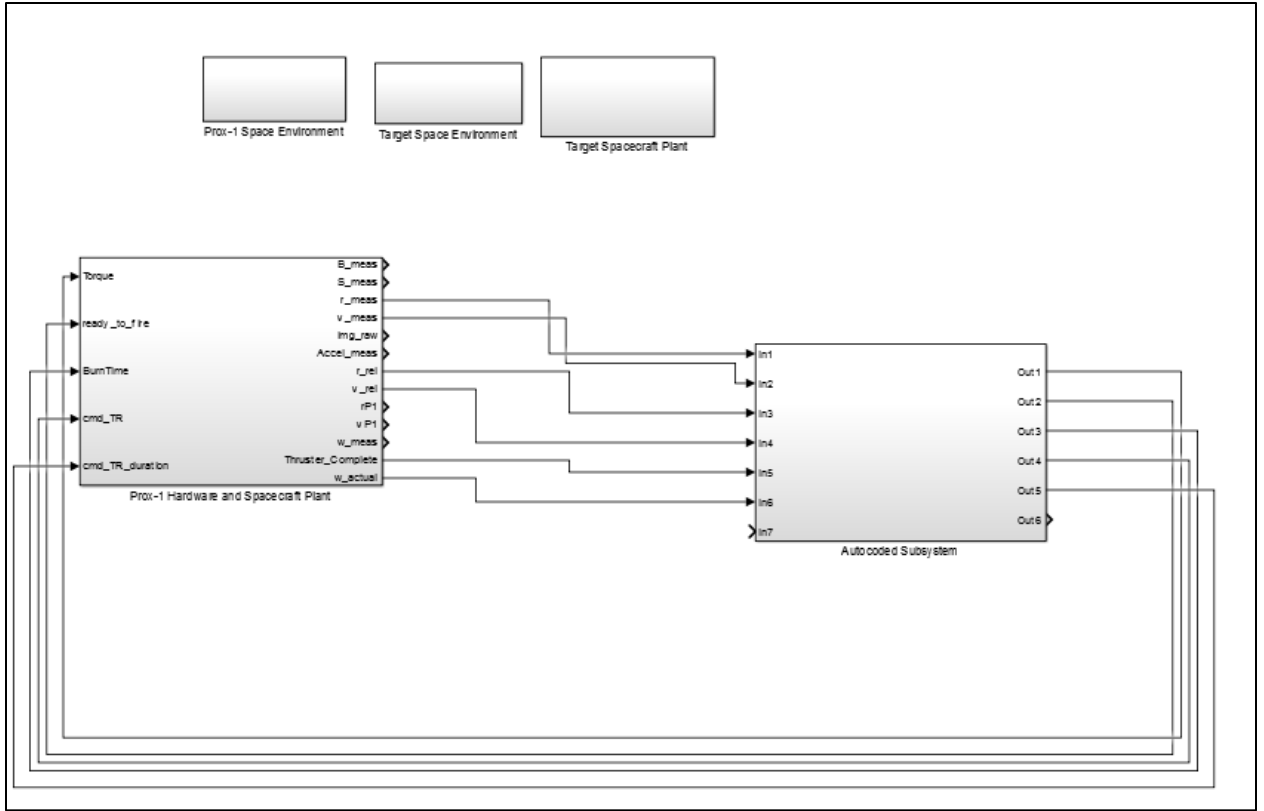 Prox-1 Space Environment
Target Space Environment
Target Spacecraft Plant
Torque
ready_to_fire
BurnTime
cmd_TR
cmd_TR_duration
B_meas
S_meas
r_meas
v_meas
Img_raw
Accel_meas
r_rel
v_rel
rP1
vP1
w_meas
Thruster_Complete
w_actual
Prox-1 Hardware and Spacecraft Plant
In1
In2
In3
In4
In5
In6
In7
Out1
Out2
Out3
Out4
Out5
Out6
Autocoded Subsystem